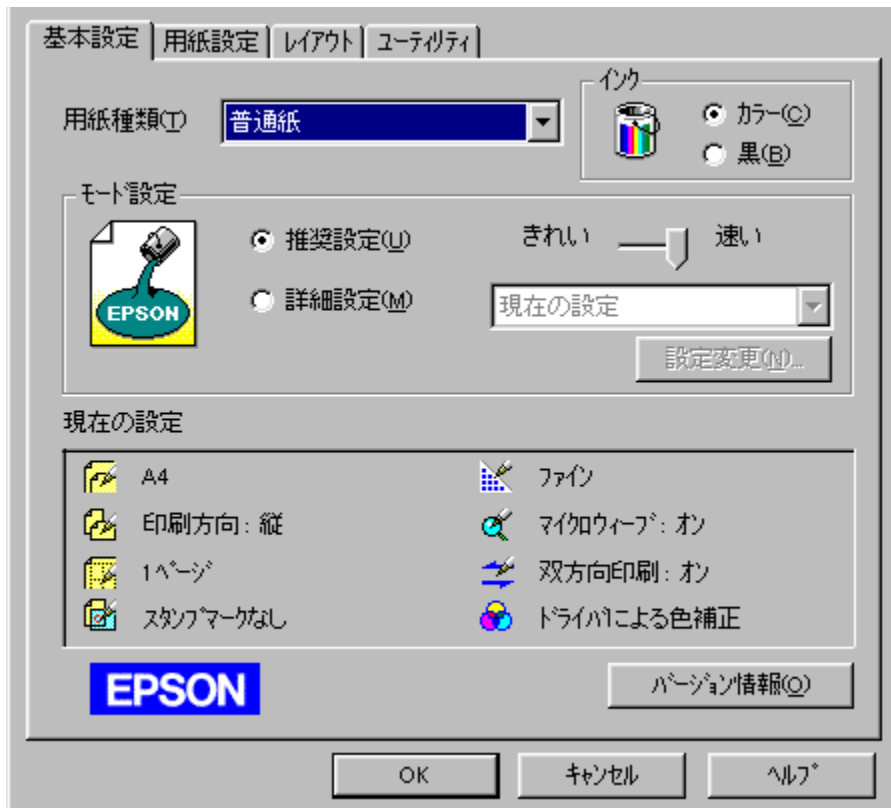 基本設定 用紙設定 ﾚｲｱｳﾄ ﾕｰﾃｨﾘﾃｨ
インク
用紙種類(T) 普通紙 ｶﾗｰ(C)
黒(B)
ﾓｰﾄﾞ設定
推奨設定(U) きれい 速い
EPSON
詳細設定(M) 現在の設定
設定変更(N)...
現在の設定
A4 ﾌｧｲﾝ
印刷方向 : 縦 ﾏｲｸﾛｳｨｰﾌﾞ : ｵﾝ
1ﾍﾟｰｼﾞ 双方向印刷 : ｵﾝ
ｽﾀﾝﾌﾟﾏｰｸなし ﾄﾞﾗｲﾊﾞによる色補正
EPSON ﾊﾞｰｼﾞｮﾝ情報(O)
OK ｷｬﾝｾﾙ ﾍﾙﾌﾟ